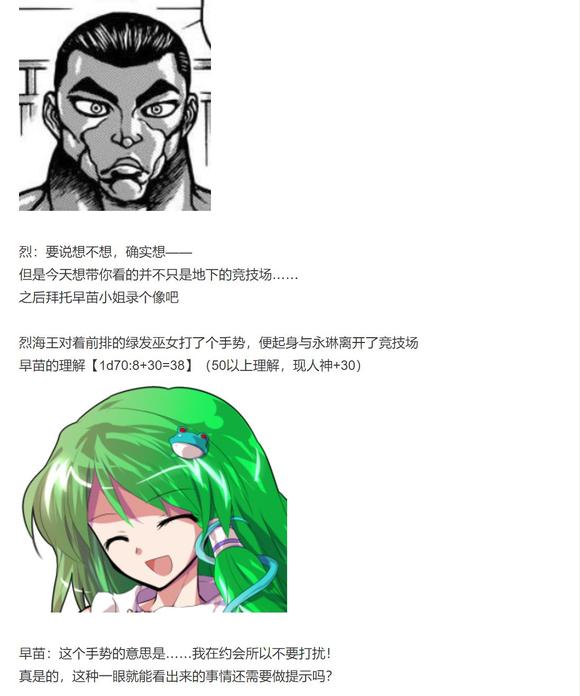 烈：要说想不想，确实想——
但是今天想带你看的并不只是地下的竞技场……
之后拜托早苗小姐录个像吧
烈海王对着前排的绿发巫女打了个手势，便起身与永琳离开了竞技场
早苗的理解【1d70:8+30=38】（50以上理解，现人神+30）
早苗：这个手势的意思是……我在约会所以不要打扰！
真是的，这种一眼就能看出来的事情还需要做提示吗？